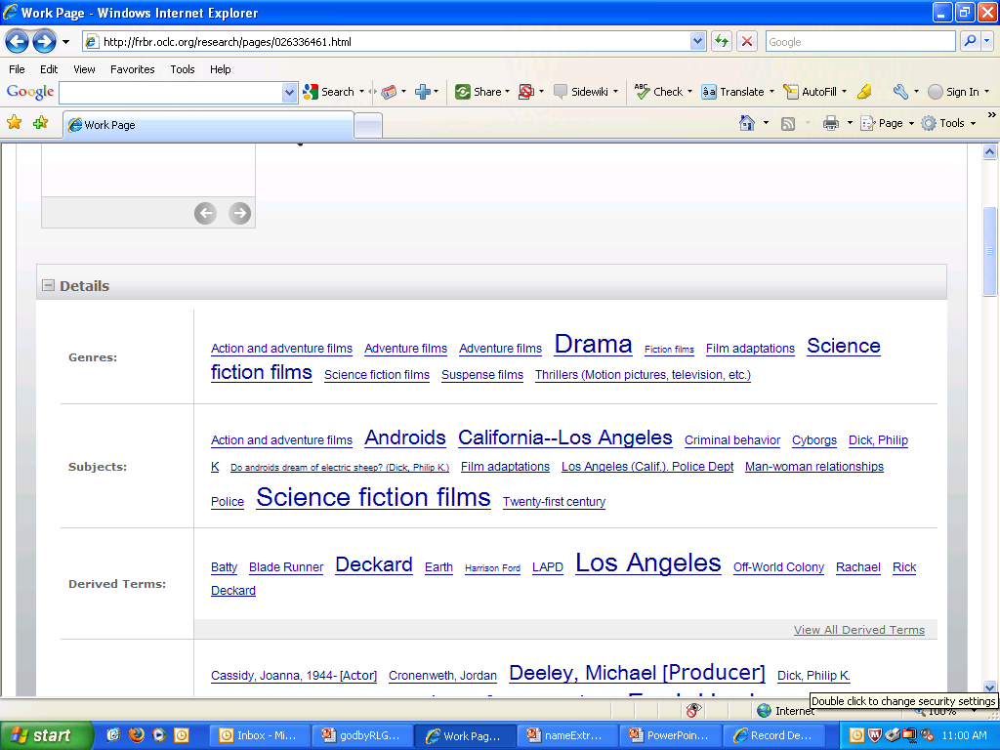 Work Page - Windows Internet Explorer
http://frbr.oclc.org/research/pages/026336461.html
Google
File Edit View Favorites Tools Help
Google Search Share Sidewiki ABC Check Translate AutoFill Sign In
Work Page Page Tools
Details
Genres:
Action and adventure films Adventure films Adventure films Drama Fiction films Film adaptations Science
fiction films Science fiction films Suspense films Thrillers (Motion pictures, television, etc.)
Subjects:
Action and adventure films Androids California--Los Angeles Criminal behavior Cyborgs Dick, Philip
K Do androids dream of electric sheep? (Dick, Philip K.) Film adaptations Los Angeles (Calif.). Police Dept Man-woman relationships
Police Science fiction films Twenty-first century
Derived Terms:
Batty Blade Runner Deckard Earth Harrison Ford LAPD Los Angeles Off-World Colony Rachael Rick
Deckard
View All Derived Terms
Cassidy, Joanna, 1944- [Actor] Cronenweth, Jordan Deeley, Michael [Producer] Dick, Philip K.
Internet 100%
Double click to change security settings
start Inbox - Mi... godbyRLG... Work Pag... nameExtr... PowerPoin... Record De... 11:00 AM